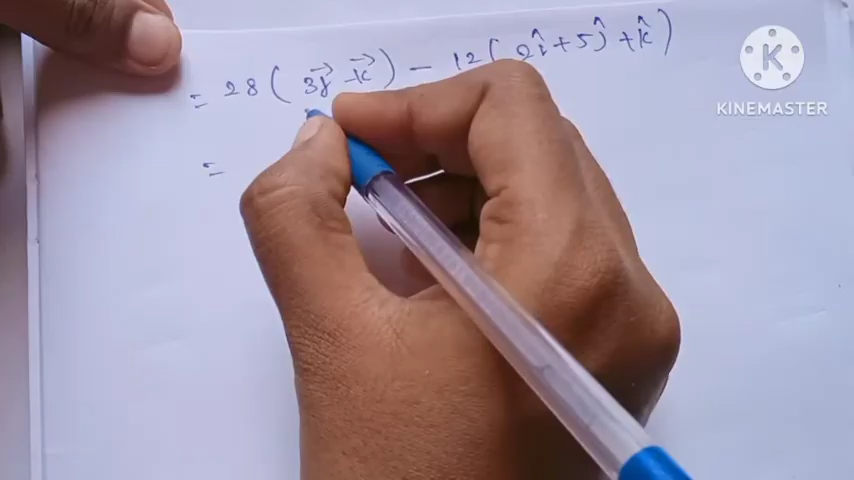 = 28 ( 3j⃗ - k⃗ ) - 12 ( 2î + 5ĵ + k̂ )
=
K
KINEMASTER